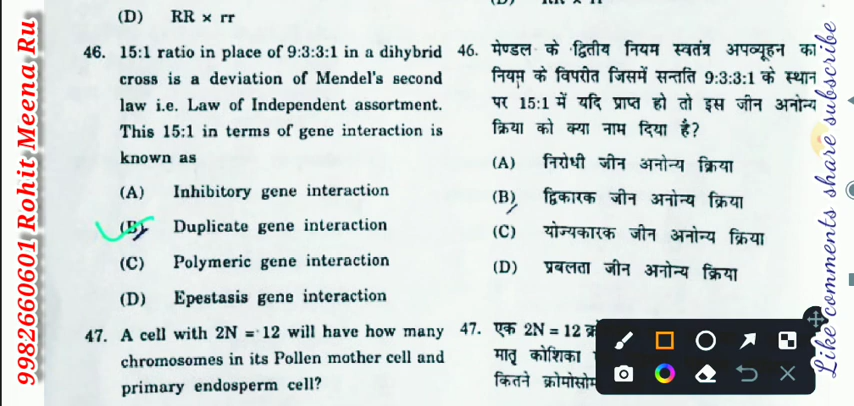 (D) RR × rr
46. 15:1 ratio in place of 9:3:3:1 in a dihybrid
cross is a deviation of Mendel's second
law i.e. Law of Independent assortment.
This 15:1 in terms of gene interaction is
known as
(A) Inhibitory gene interaction
(B) Duplicate gene interaction
(C) Polymeric gene interaction
(D) Epestasis gene interaction
47. A cell with 2N = 12 will have how many
chromosomes in its Pollen mother cell and
primary endosperm cell?
46. मेण्डल के द्वितीय नियम स्वतंत्र अपव्यूहन का
नियम के विपरीत जिसमें सन्तति 9:3:3:1 के स्थान
पर 15:1 में यदि प्राप्त हो तो इस जीन अनोन्य
क्रिया को क्या नाम दिया है?
(A) निरोधी जीन अनोन्य क्रिया
(B) द्विकारक जीन अनोन्य क्रिया
(C) योज्यकारक जीन अनोन्य क्रिया
(D) प्रबलता जीन अनोन्य क्रिया
47. एक 2N = 12
मातृ कोशिका
कितने
9982660601 Rohit Meena Ru
Like comments share subscribe